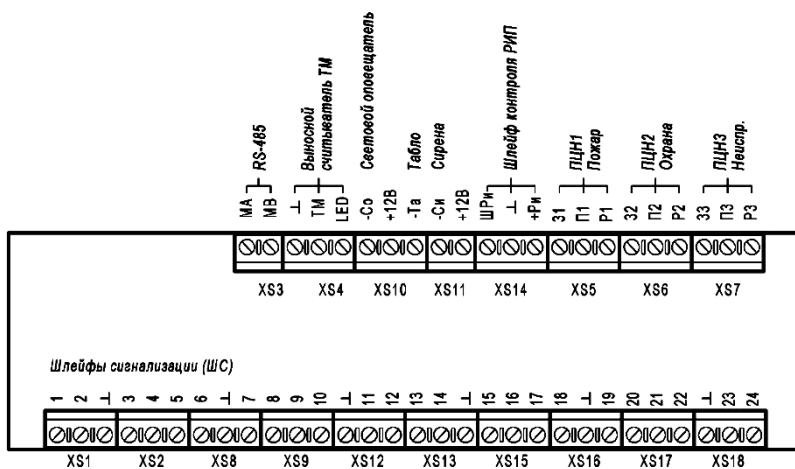 RS-485
Выносной
считыватель ТМ
Световой оповещатель
Табло
Сирена
Шлейф контроля РИП
ПЦН1
Пожар
ПЦН2
Охрана
ПЦН3
Неиспр.
МА МВ ⊥ ТМ LED -Со +12В -Та -Си +12В ШРи ⊥ +Ри З1 П1 Р1 З2 П2 Р2 З3 П3 Р3
XS3 XS4 XS10 XS11 XS14 XS5 XS6 XS7
Шлейфы сигнализации (ШС)
1 2 ⊥ 3 4 5 6 ⊥ 7 8 9 10 ⊥ 11 12 13 14 ⊥ 15 16 17 18 ⊥ 19 20 21 22 ⊥ 23 24
XS1 XS2 XS8 XS9 XS12 XS13 XS15 XS16 XS17 XS18